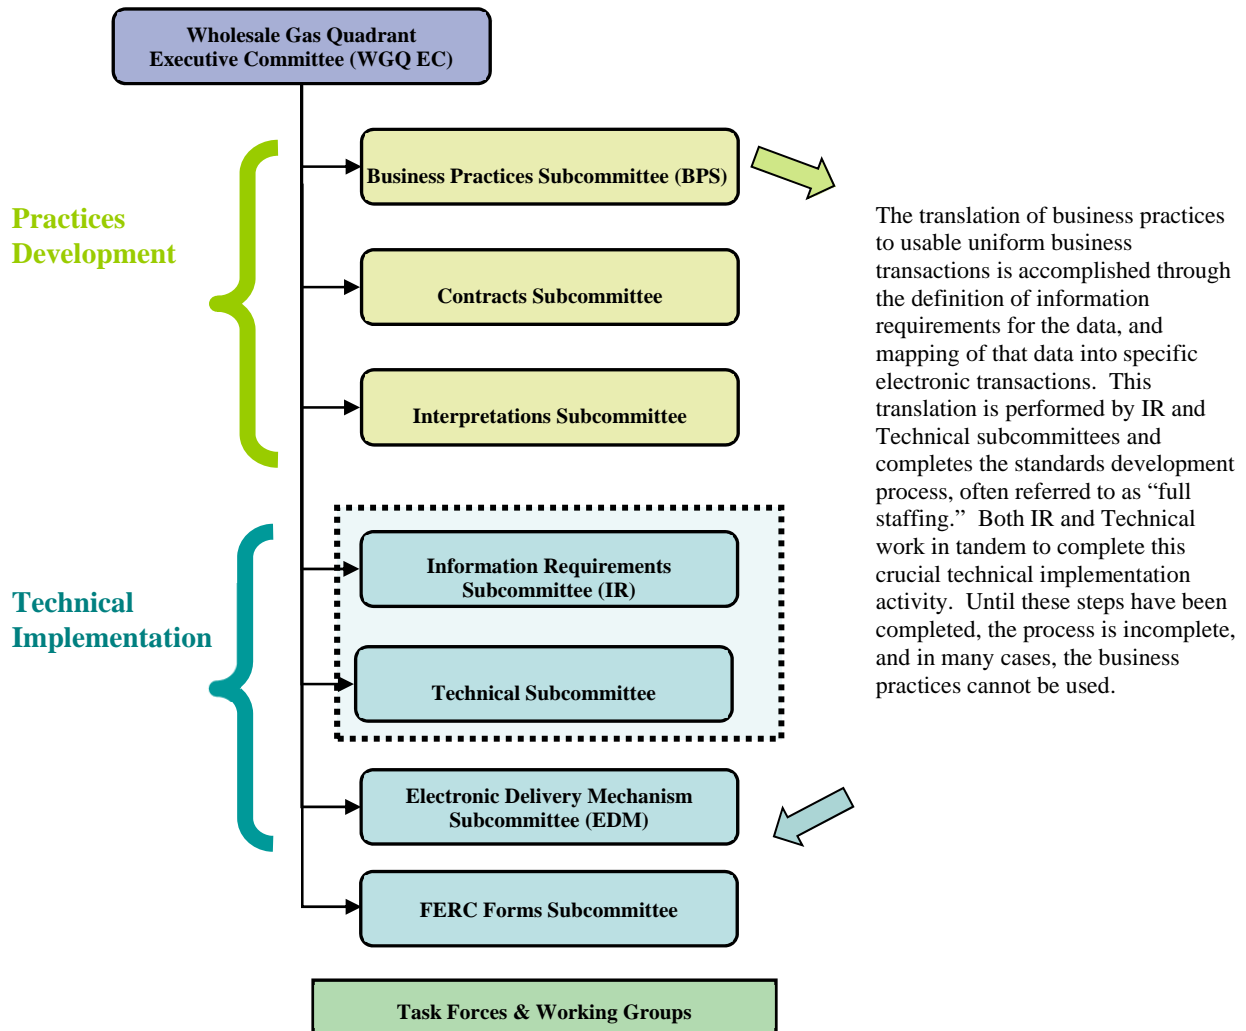 Wholesale Gas Quadrant
Executive Committee (WGQ EC)
Practices
Development
Business Practices Subcommittee (BPS)
Contracts Subcommittee
Interpretations Subcommittee
Technical
Implementation
Information Requirements
Subcommittee (IR)
Technical Subcommittee
Electronic Delivery Mechanism
Subcommittee (EDM)
FERC Forms Subcommittee
Task Forces & Working Groups
The translation of business practices
to usable uniform business
transactions is accomplished through
the definition of information
requirements for the data, and
mapping of that data into specific
electronic transactions.  This
translation is performed by IR and
Technical subcommittees and
completes the standards development
process, often referred to as “full
staffing.”  Both IR and Technical
work in tandem to complete this
crucial technical implementation
activity.  Until these steps have been
completed, the process is incomplete,
and in many cases, the business
practices cannot be used.